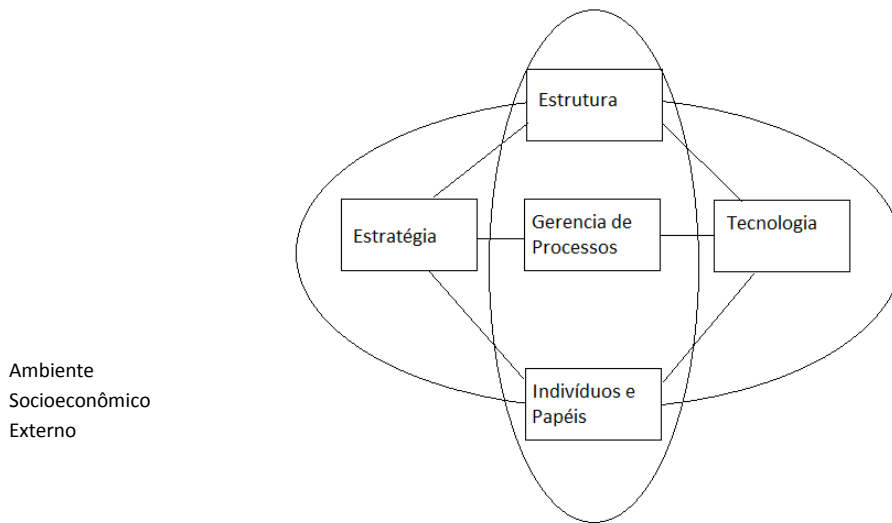 Estrutura
Estratégia
Gerencia de
Processos
Tecnologia
Ambiente
Socioeconômico
Externo
Indivíduos e
Papéis